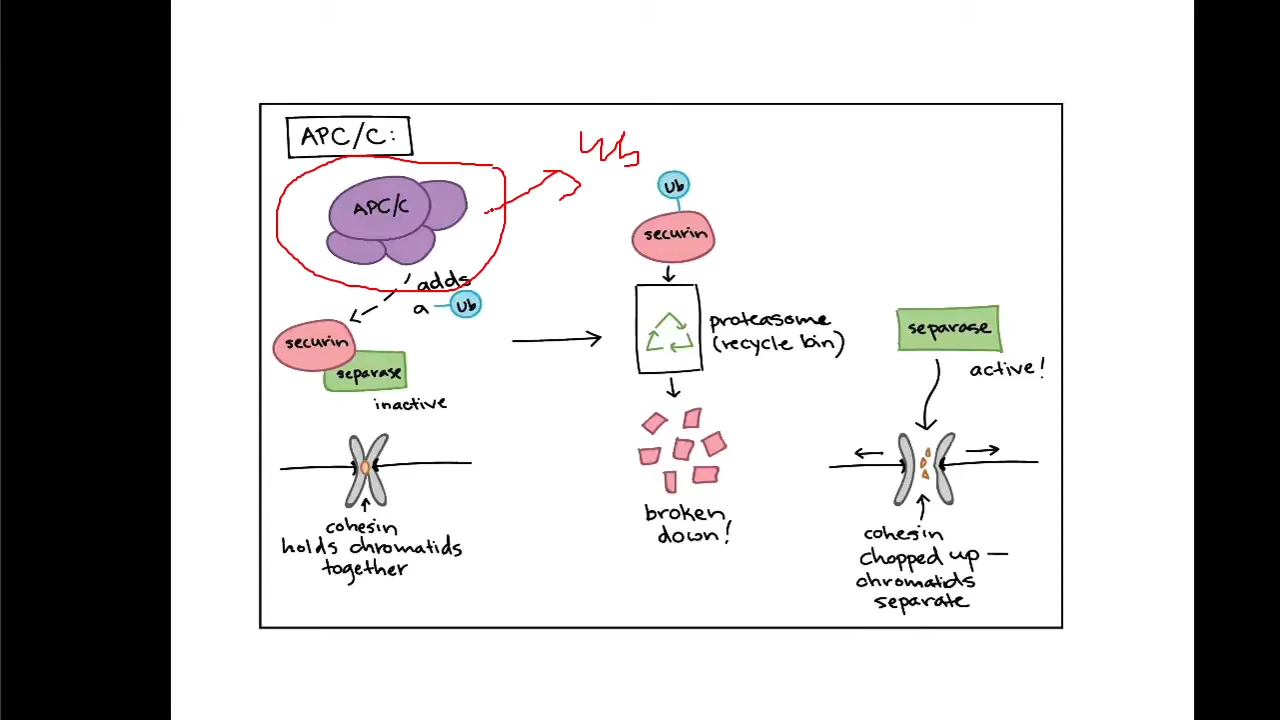 APC/C:
APC/C
Ub
adds
a Ub
securin
separase
inactive
cohesin
holds chromatids
together
Ub
securin
proteasome
(recycle bin)
broken
down!
separase
active!
cohesin
chopped up —
chromatids
separate